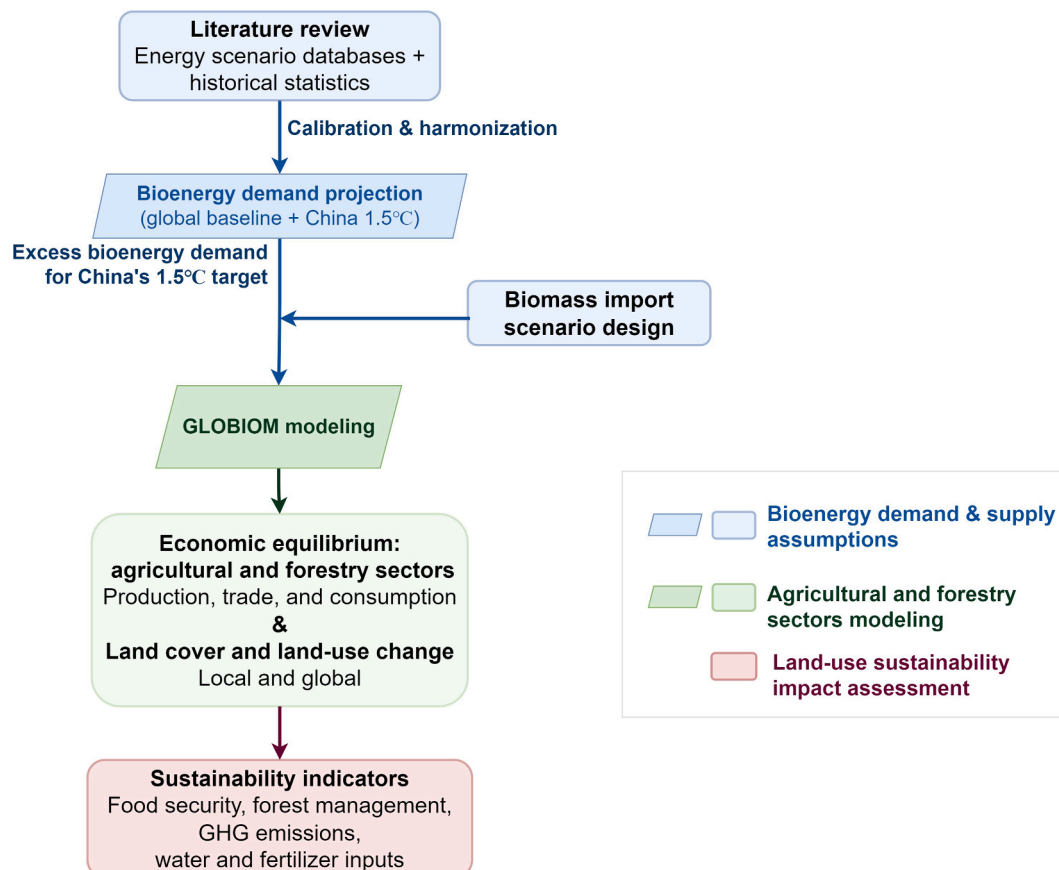 Literature review
Energy scenario databases +
historical statistics
Calibration & harmonization
Bioenergy demand projection
(global baseline + China 1.5℃)
Excess bioenergy demand
for China's 1.5℃ target
Biomass import
scenario design
GLOBIOM modeling
Economic equilibrium:
agricultural and forestry sectors
Production, trade, and consumption
&
Land cover and land-use change
Local and global
Sustainability indicators
Food security, forest management,
GHG emissions,
water and fertilizer inputs
Bioenergy demand & supply
assumptions
Agricultural and forestry
sectors modeling
Land-use sustainability
impact assessment